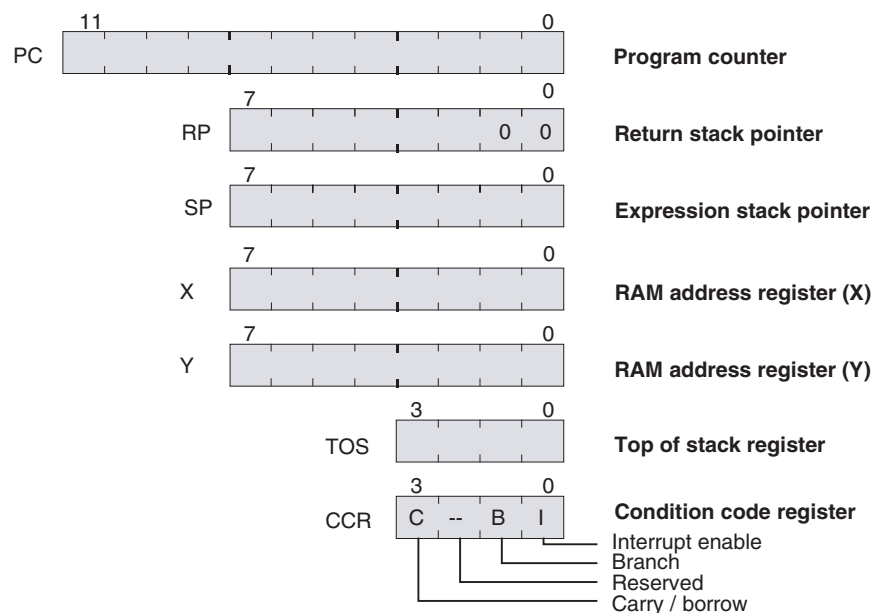 11 0
PC Program counter
7 0
RP 0 0 Return stack pointer
7 0
SP Expression stack pointer
7 0
X RAM address register (X)
7 0
Y RAM address register (Y)
3 0
TOS Top of stack register
3 0
CCR C -- B I Condition code register
Interrupt enable
Branch
Reserved
Carry / borrow